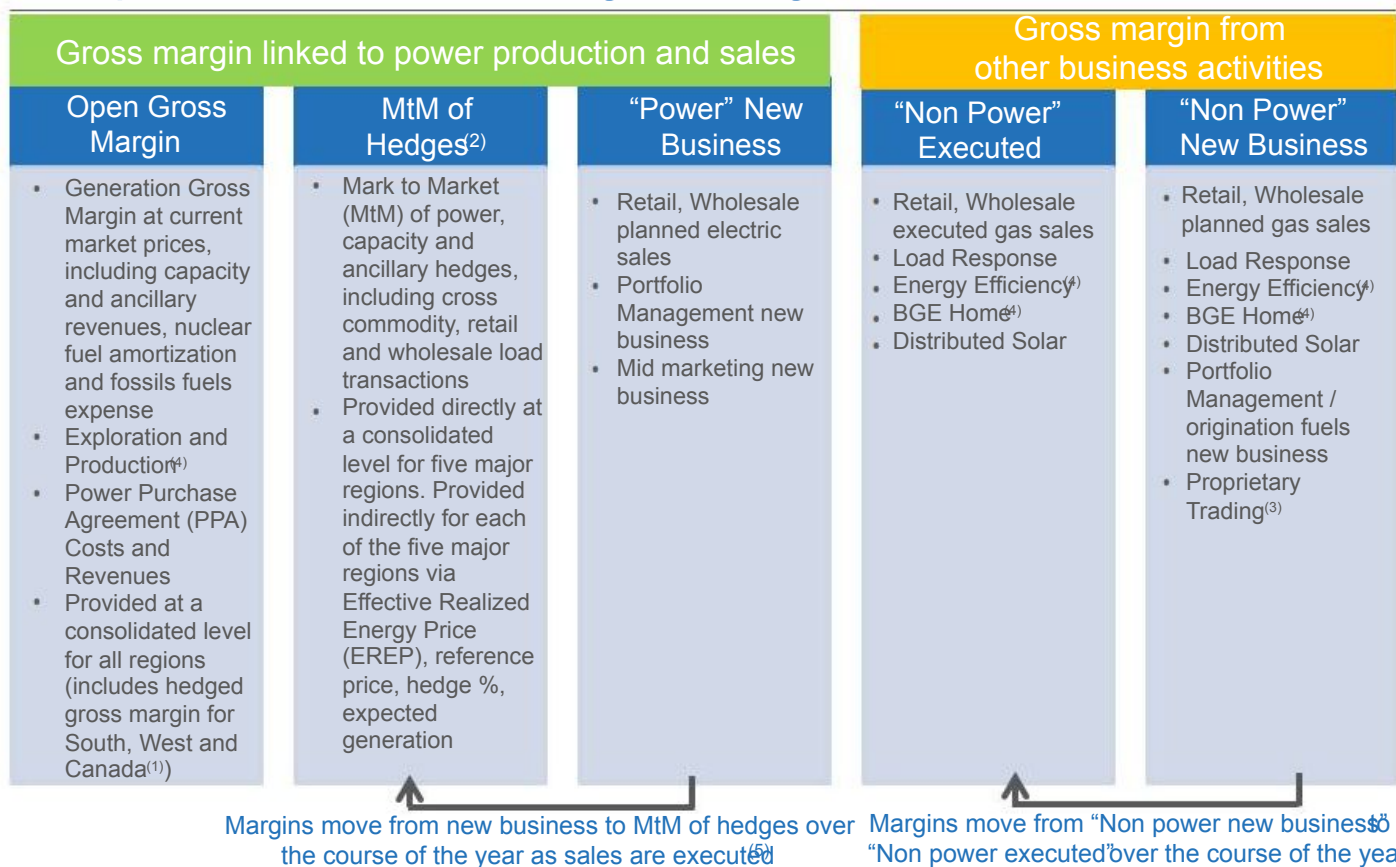 Gross margin linked to power production and sales
Gross margin from
other business activities
Open Gross
Margin
• Generation Gross
Margin at current
market prices,
including capacity
and ancillary
revenues, nuclear
fuel amortization
and fossils fuels
expense
• Exploration and
Production(4)
• Power Purchase
Agreement (PPA)
Costs and
Revenues
• Provided at a
consolidated level
for all regions
(includes hedged
gross margin for
South, West and
Canada(1))
MtM of
Hedges(2)
• Mark to Market
(MtM) of power,
capacity and
ancillary hedges,
including cross
commodity, retail
and wholesale load
transactions
• Provided directly at
a consolidated
level for five major
regions. Provided
indirectly for each
of the five major
regions via
Effective Realized
Energy Price
(EREP), reference
price, hedge %,
expected
generation
“Power” New
Business
• Retail, Wholesale
planned electric
sales
• Portfolio
Management new
business
• Mid marketing new
business
“Non Power”
Executed
• Retail, Wholesale
executed gas sales
• Load Response
• Energy Efficiency(4)
• BGE Home(4)
• Distributed Solar
“Non Power”
New Business
• Retail, Wholesale
planned gas sales
• Load Response
• Energy Efficiency(4)
• BGE Home(4)
• Distributed Solar
• Portfolio
Management /
origination fuels
new business
• Proprietary
Trading(3)
Margins move from new business to MtM of hedges over
the course of the year as sales are executed(5)
Margins move from “Non power new business” to
“Non power executed” over the course of the yea